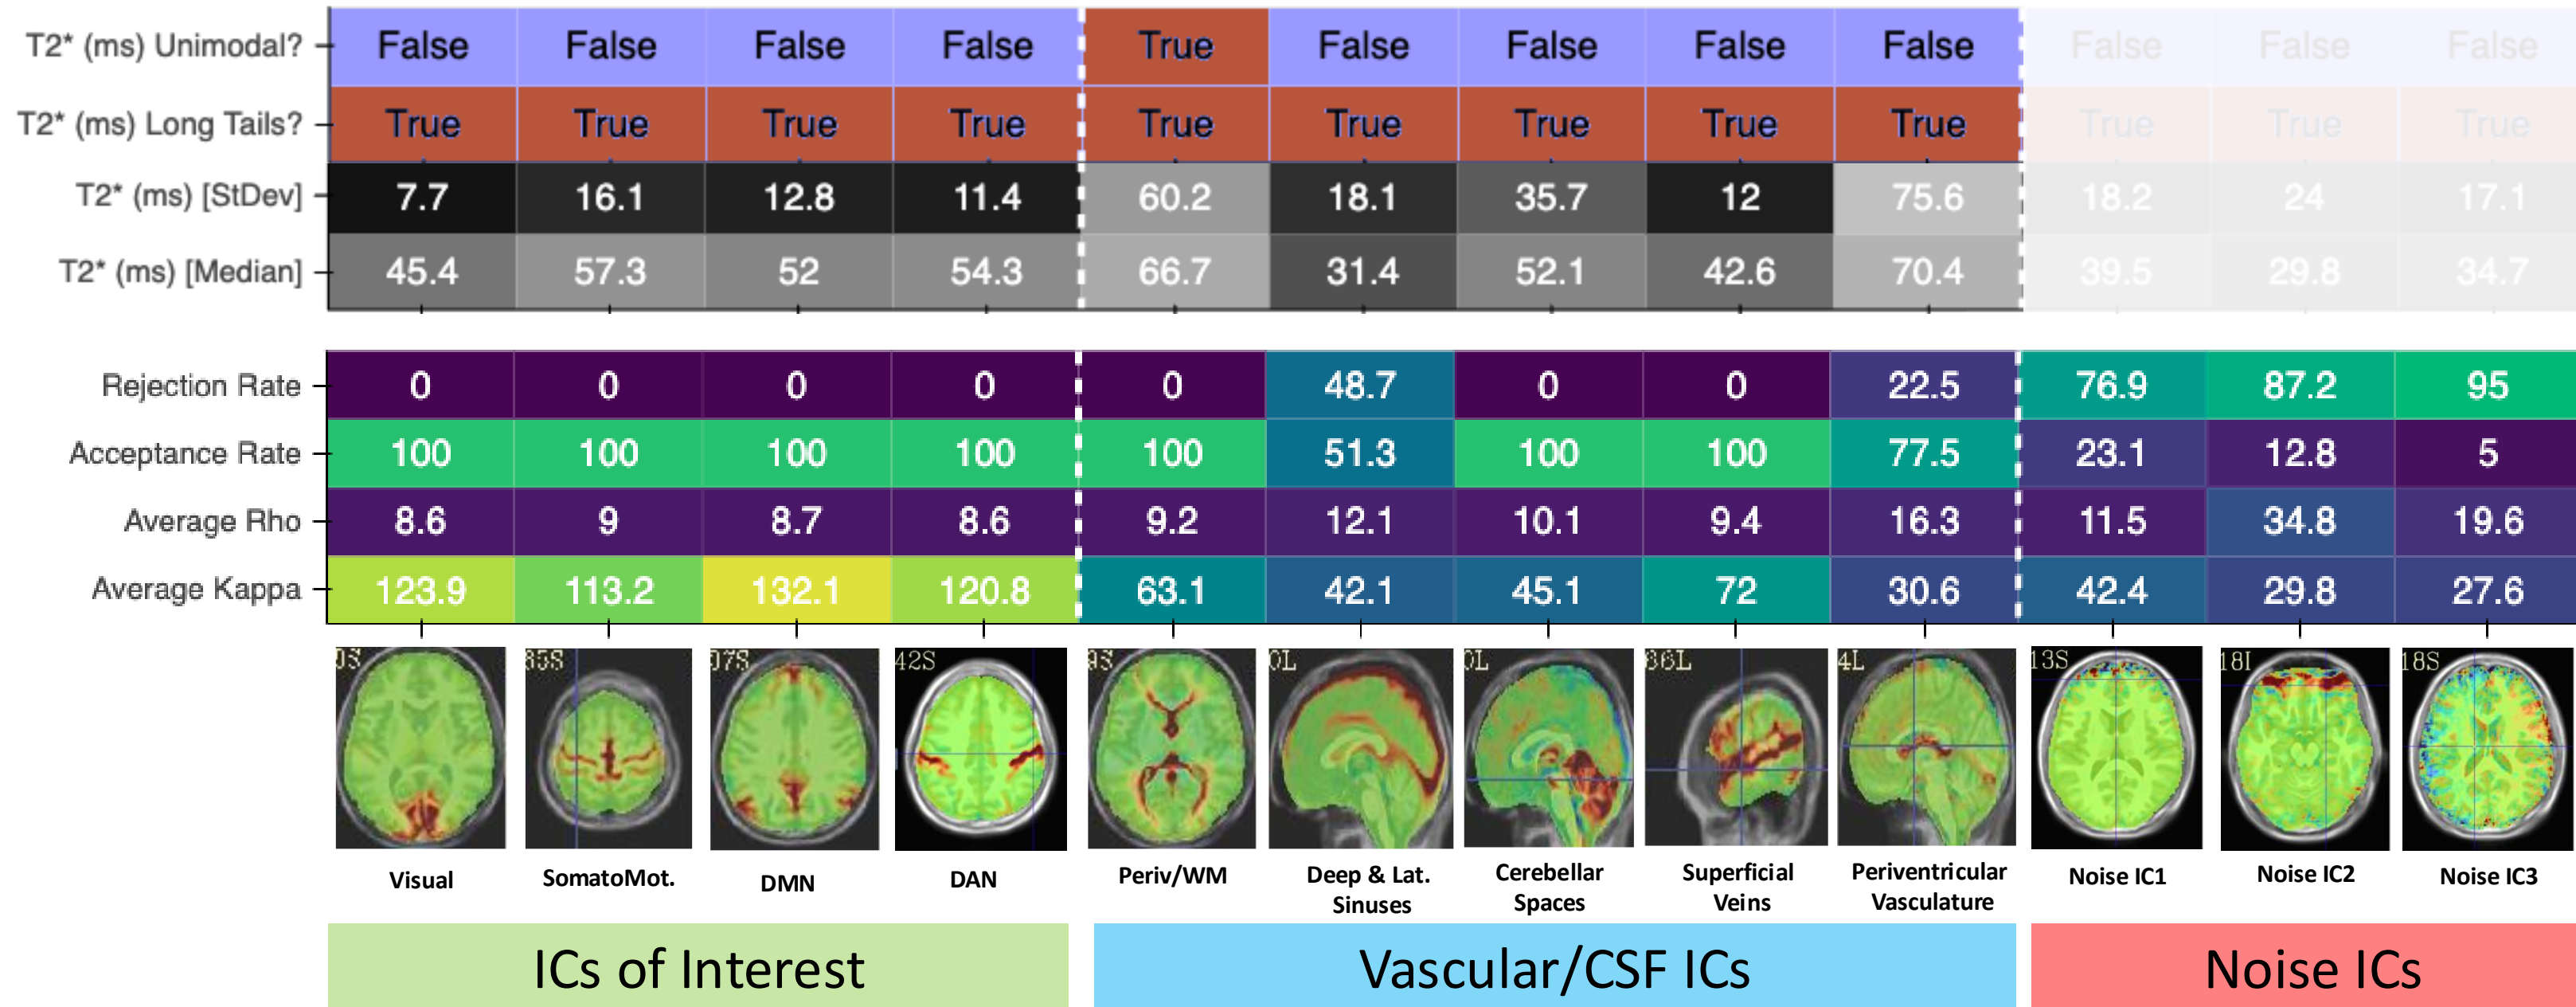 T2* (ms) Unimodal? False False False False True False False False False False False False
T2* (ms) Long Tails? True True True True True True True True True True True True
T2* (ms) [StDev] 7.7 16.1 12.8 11.4 60.2 18.1 35.7 12 75.6 18.2 24 17.1
T2* (ms) [Median] 45.4 57.3 52 54.3 66.7 31.4 52.1 42.6 70.4 39.5 29.8 34.7
Rejection Rate 0 0 0 0 0 48.7 0 0 22.5 76.9 87.2 95
Acceptance Rate 100 100 100 100 100 51.3 100 100 77.5 23.1 12.8 5
Average Rho 8.6 9 8.7 8.6 9.2 12.1 10.1 9.4 16.3 11.5 34.8 19.6
Average Kappa 123.9 113.2 132.1 120.8 63.1 42.1 45.1 72 30.6 42.4 29.8 27.6
42S 4L 13S 18I 18S
Visual SomatoMot. DMN DAN Periv/WM Deep & Lat. Cerebellar Superficial Periventricular Noise IC1 Noise IC2 Noise IC3
Sinuses Spaces Veins Vasculature
ICs of Interest Vascular/CSF ICs Noise ICs